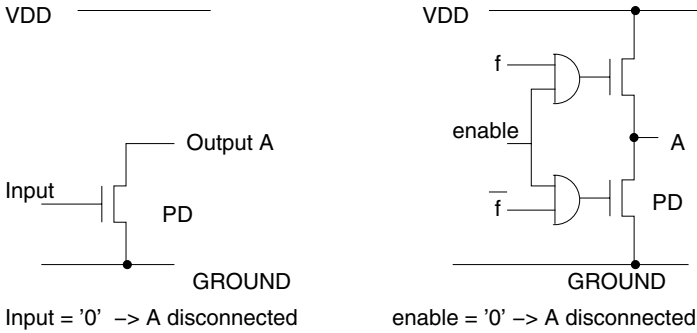 VDD
Output A
Input
PD
GROUND
Input = '0' –> A disconnected
VDD
f
enable
A
f̅
PD
GROUND
enable = '0' –> A disconnected